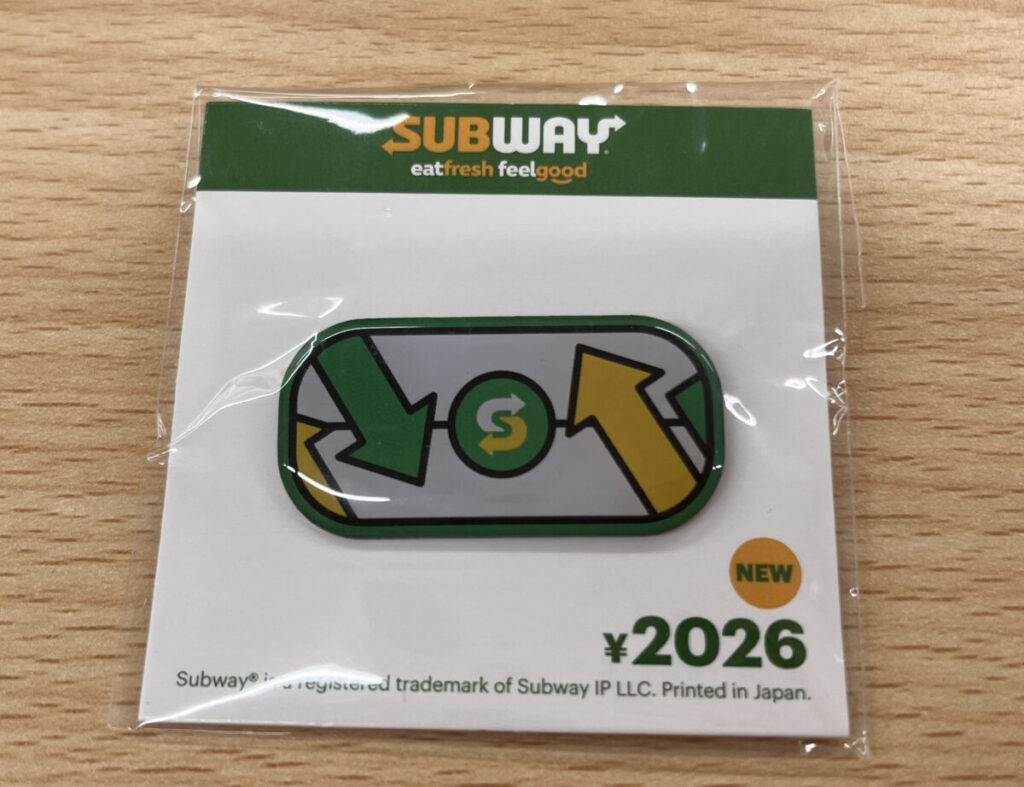 SUBWAY®
eatfresh feelgood
S
NEW
¥2026
Subway® is a registered trademark of Subway IP LLC. Printed in Japan.